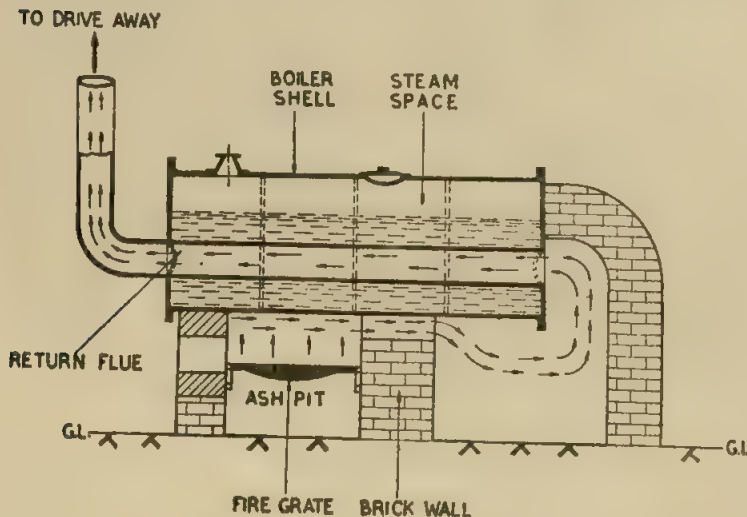 TO DRIVE AWAY
BOILER
SHELL
STEAM
SPACE
RETURN FLUE
ASH PIT
G.L.
G.L
FIRE GRATE
BRICK WALL